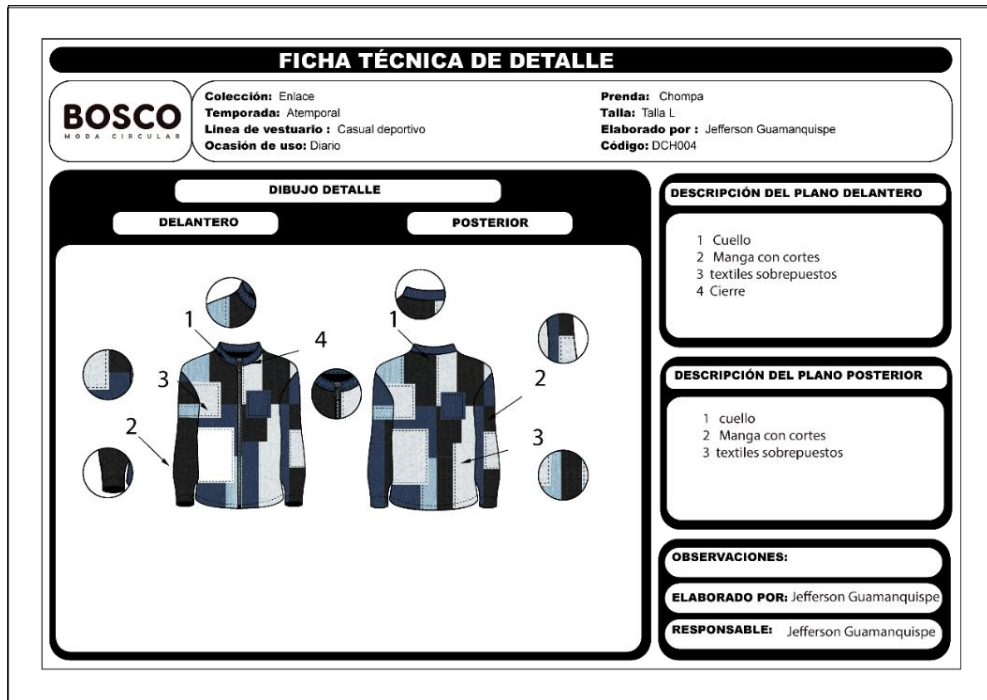 FICHA TÉCNICA DE DETALLE
BOSCO
MODA CIRCULAR
Colección: Enlace
Temporada: Atemporal
Linea de vestuario : Casual deportivo
Ocasión de uso: Diario
Prenda: Chompa
Talla: Talla L
Elaborado por : Jefferson Guamanquispe
Código: DCH004
DIBUJO DETALLE
DELANTERO
POSTERIOR
1
4
3
2
1
2
3
DESCRIPCIÓN DEL PLANO DELANTERO
1 Cuello
2 Manga con cortes
3 textiles sobrepuestos
4 Cierre
DESCRIPCIÓN DEL PLANO POSTERIOR
1 cuello
2 Manga con cortes
3 textiles sobrepuestos
OBSERVACIONES:
ELABORADO POR: Jefferson Guamanquispe
RESPONSABLE: Jefferson Guamanquispe